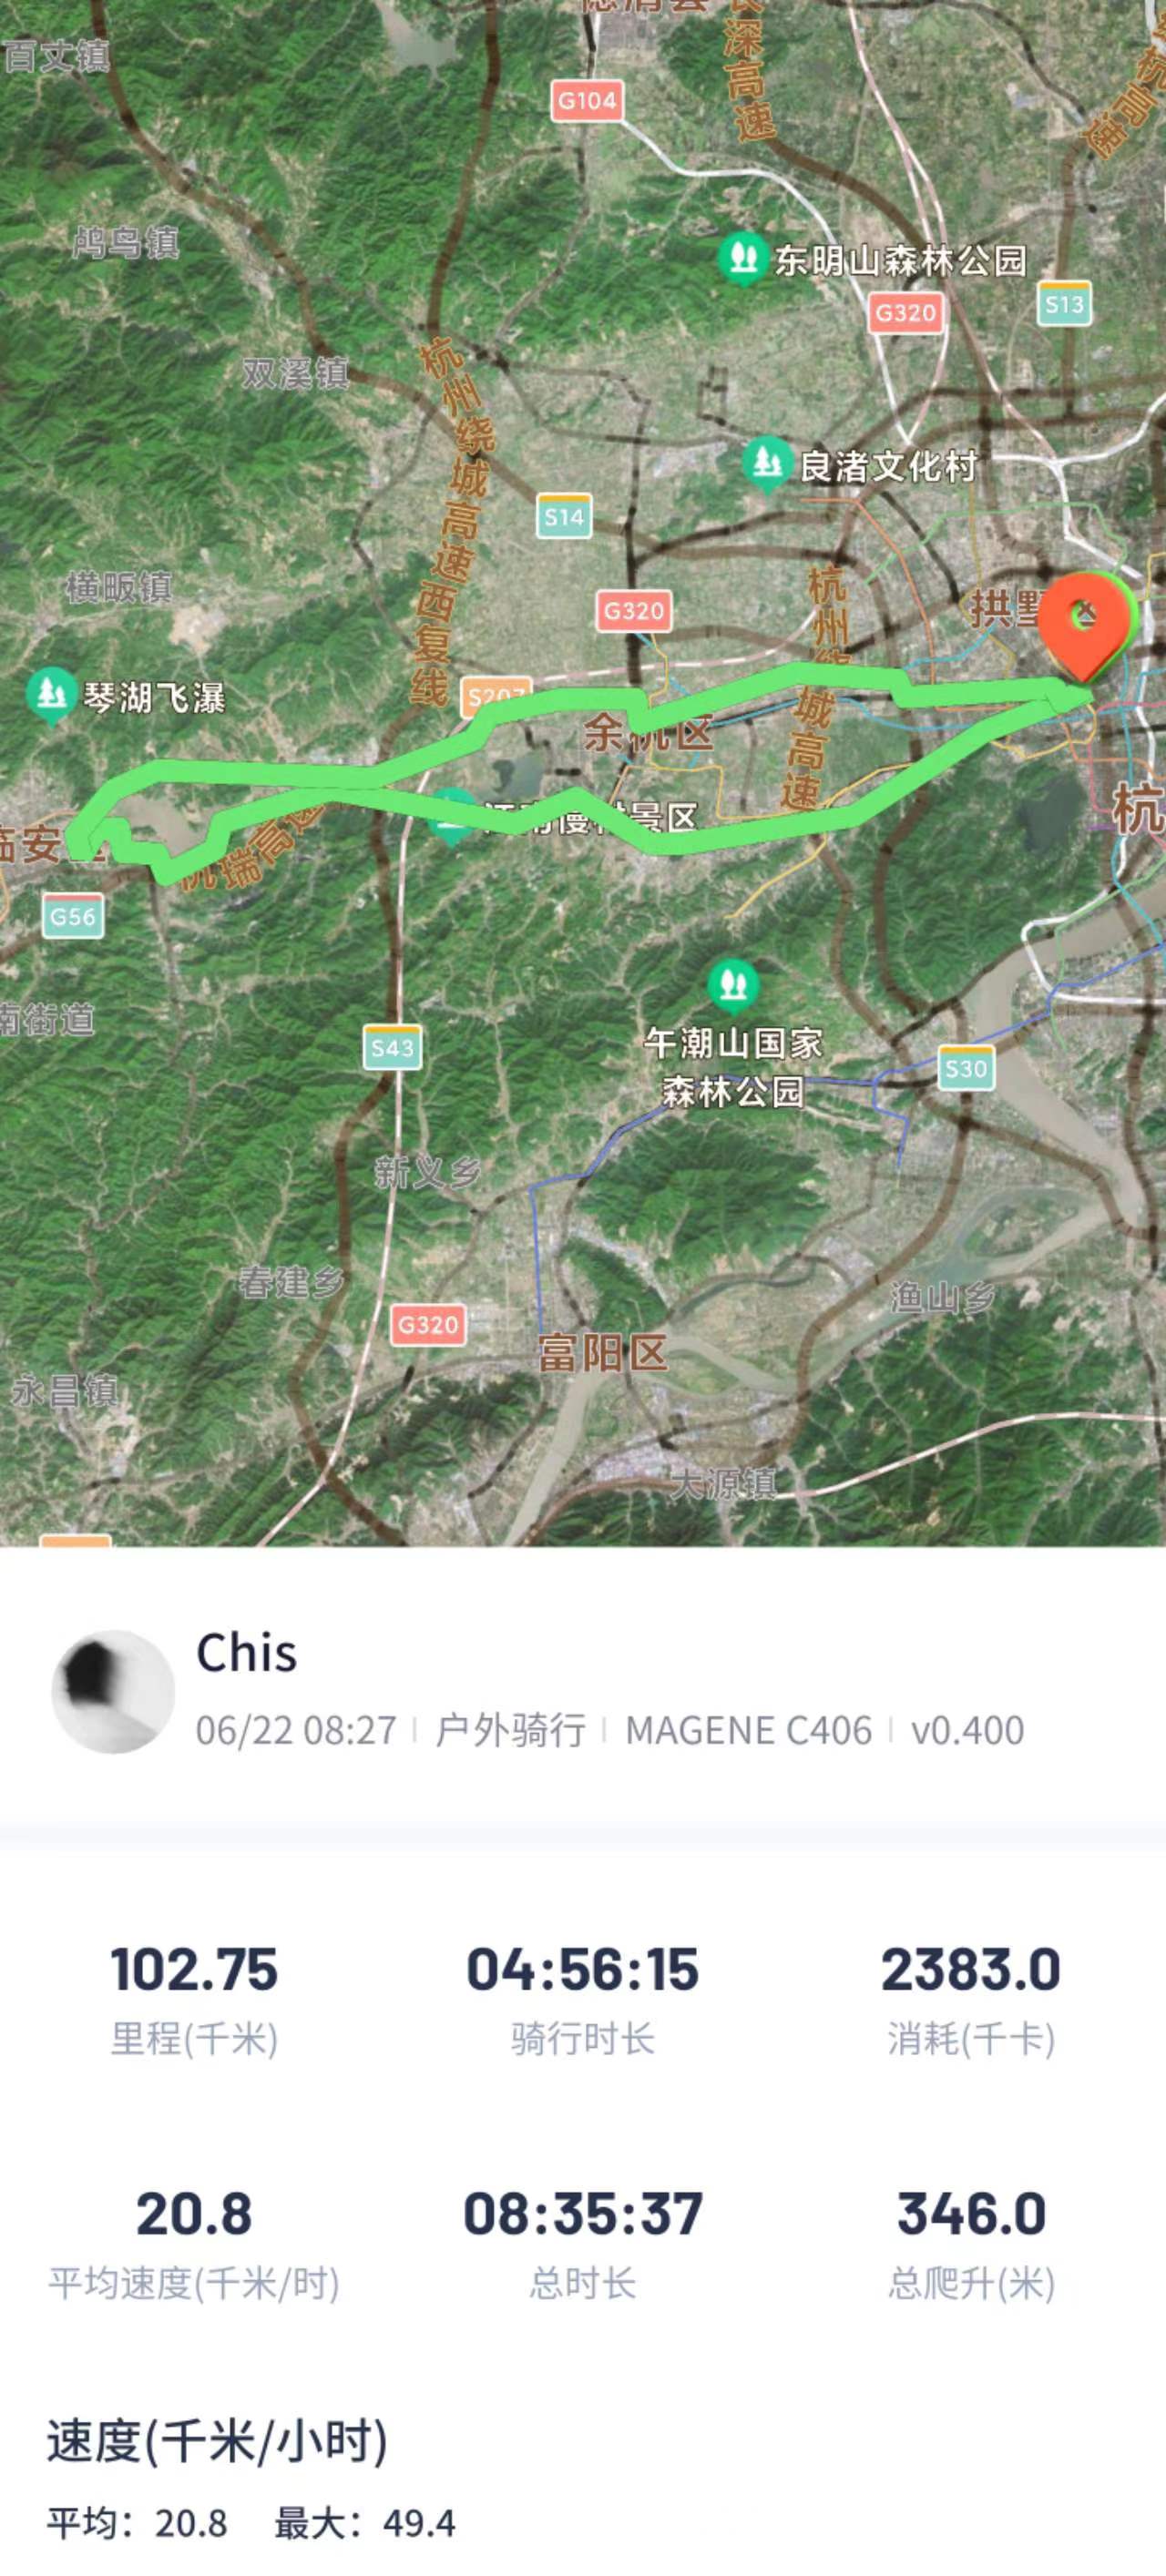 百丈镇
长深高速
G104
杭高速
鸬鸟镇
东明山森林公园
S13
G320
双溪镇
杭州绕城高速西复线
良渚文化村
S14
横畈镇
G320
杭州绕城高速
拱墅区
琴湖飞瀑
S207
余杭区
景区
杭
临安
杭瑞高速
G56
午潮山国家
森林公园
南街道
S43
S30
新义乡
春建乡
渔山乡
G320
富阳区
永昌镇
大源镇
Chis
06/22 08:27 | 户外骑行 | MAGENE C406 | v0.400
102.75 04:56:15 2383.0
里程(千米) 骑行时长 消耗(千卡)
20.8 08:35:37 346.0
平均速度(千米/时) 总时长 总爬升(米)
速度(千米/小时)
平均：20.8 最大：49.4